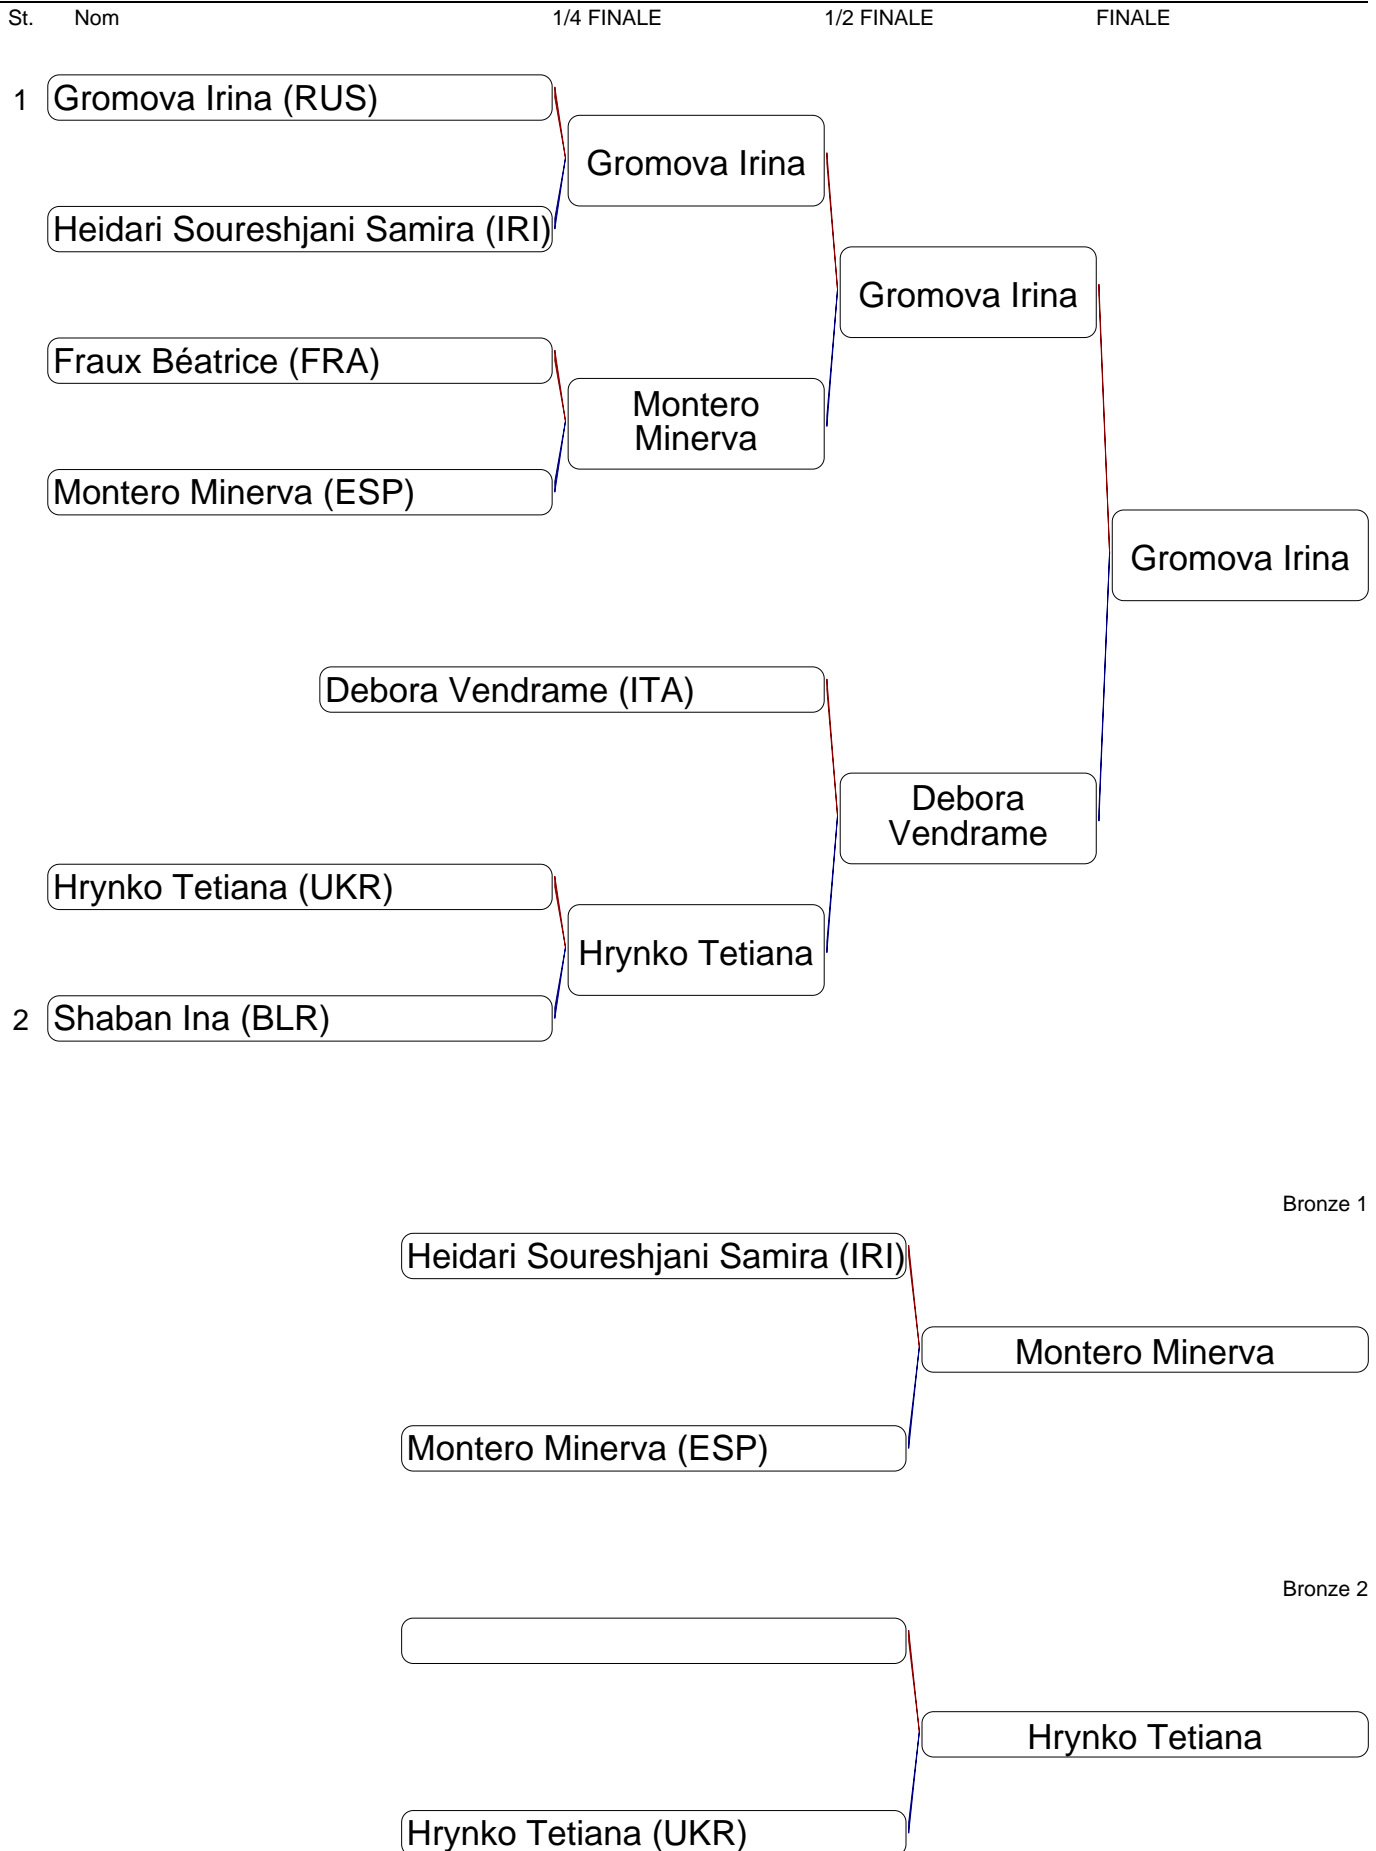 St. Nom 1/4 FINALE 1/2 FINALE FINALE
1 Gromova Irina (RUS)
Gromova Irina
Heidari Soureshjani Samira (IRI)
Gromova Irina
Fraux Béatrice (FRA)
Montero
Minerva
Montero Minerva (ESP)
Gromova Irina
Debora Vendrame (ITA)
Debora
Vendrame
Hrynko Tetiana (UKR)
Hrynko Tetiana
2 Shaban Ina (BLR)
Bronze 1
Heidari Soureshjani Samira (IRI)
Montero Minerva
Montero Minerva (ESP)
Bronze 2
Hrynko Tetiana
Hrynko Tetiana (UKR)